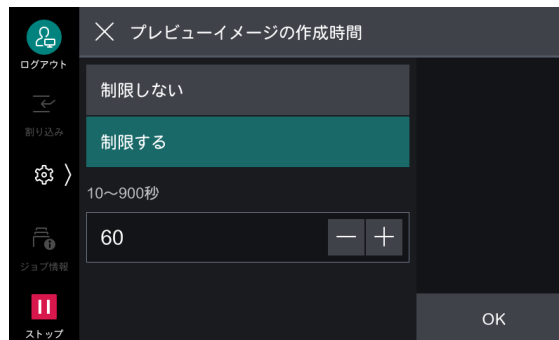 プレビューイメージの作成時間
ログアウト
制限しない
割り込み
制限する
10～900秒
60
ジョブ情報
OK
ストップ